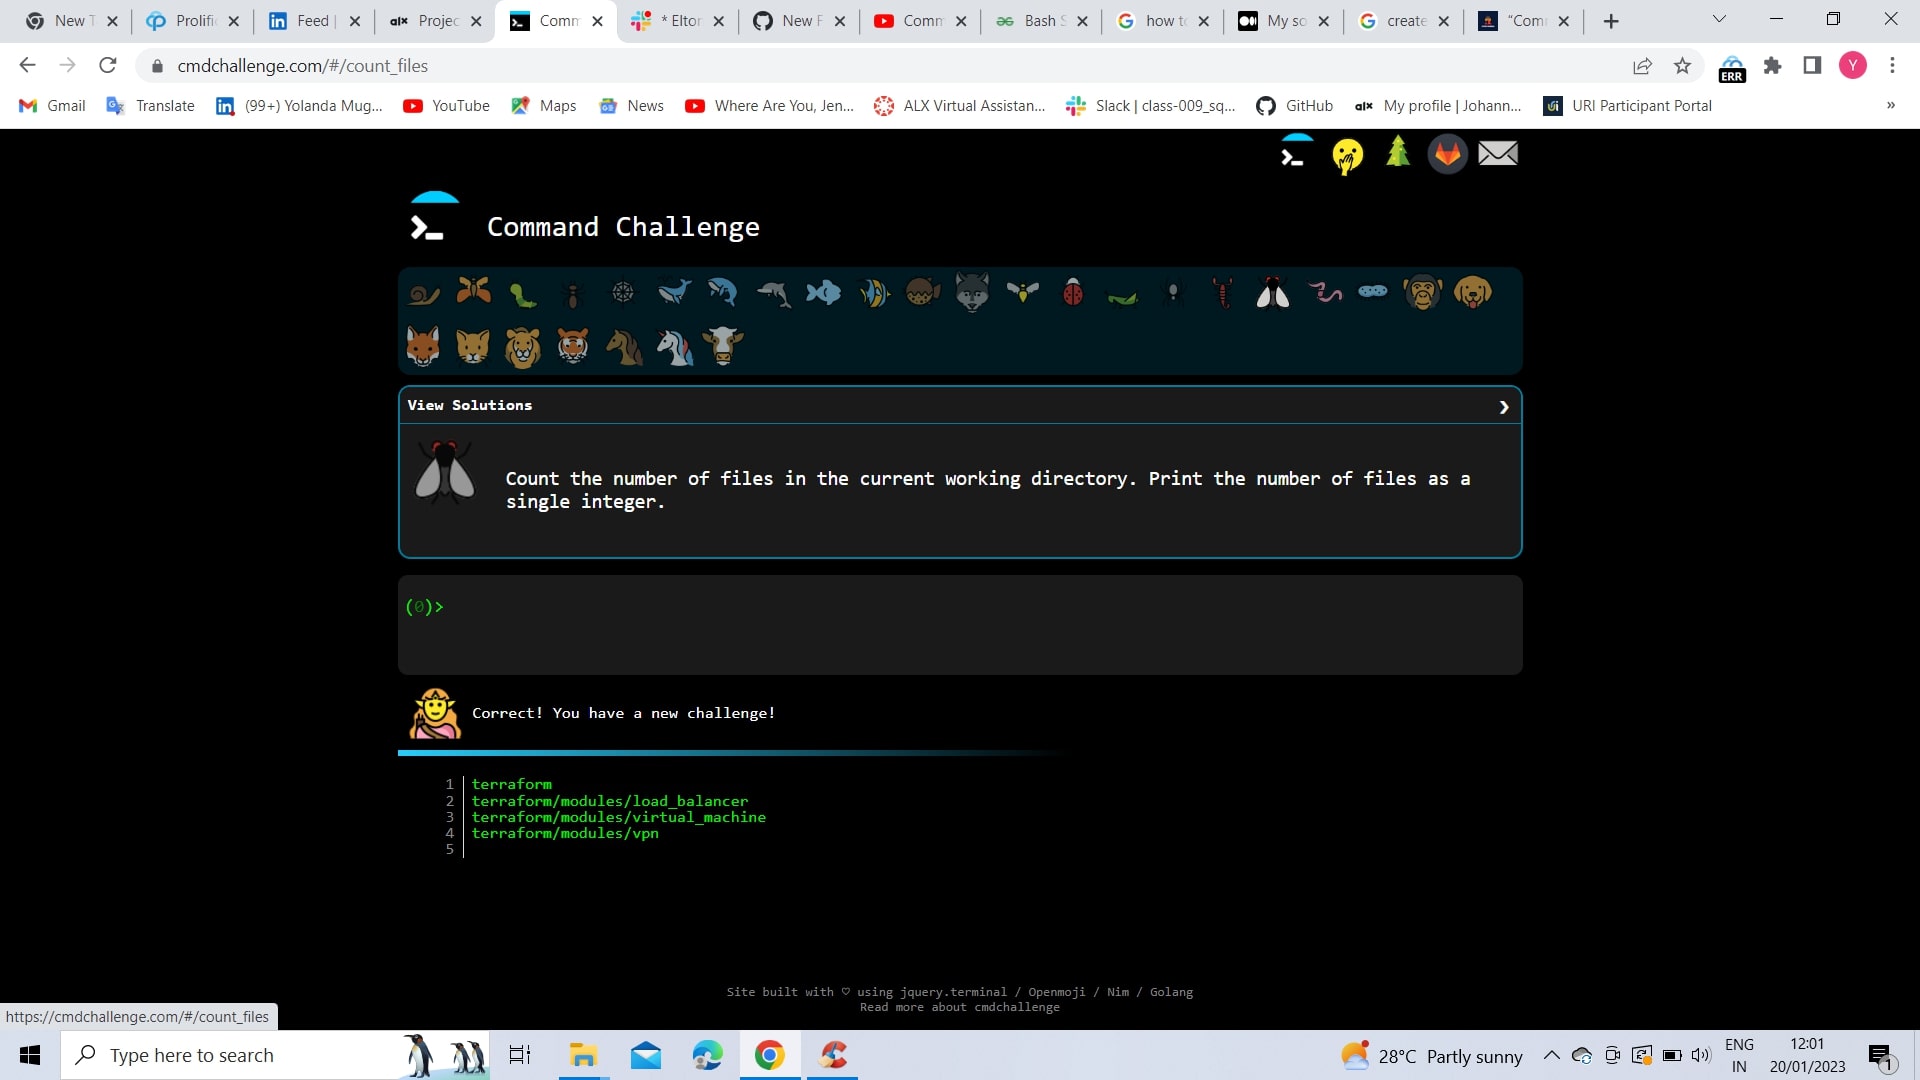 New T
Prolific
Feed |
alx Projec
Comm
* Elton
New F
Comm
Bash S
how to
My so
create
"Comm
cmdchallenge.com/#/count_files
ERR
Y
Gmail
Translate
(99+) Yolanda Mug...
YouTube
Maps
News
Where Are You, Jen...
ALX Virtual Assistan...
Slack | class-009_sq...
GitHub
alx My profile | Johann...
URI Participant Portal
»
Command Challenge
View Solutions
Count the number of files in the current working directory. Print the number of files as a
single integer.
(0)>
Correct! You have a new challenge!
1 terraform
2 terraform/modules/load_balancer
3 terraform/modules/virtual_machine
4 terraform/modules/vpn
5
Site built with ♡ using jquery.terminal / Openmoji / Nim / Golang
Read more about cmdchallenge
https://cmdchallenge.com/#/count_files
Type here to search
28°C Partly sunny
ENG
IN
12:01
20/01/2023
1